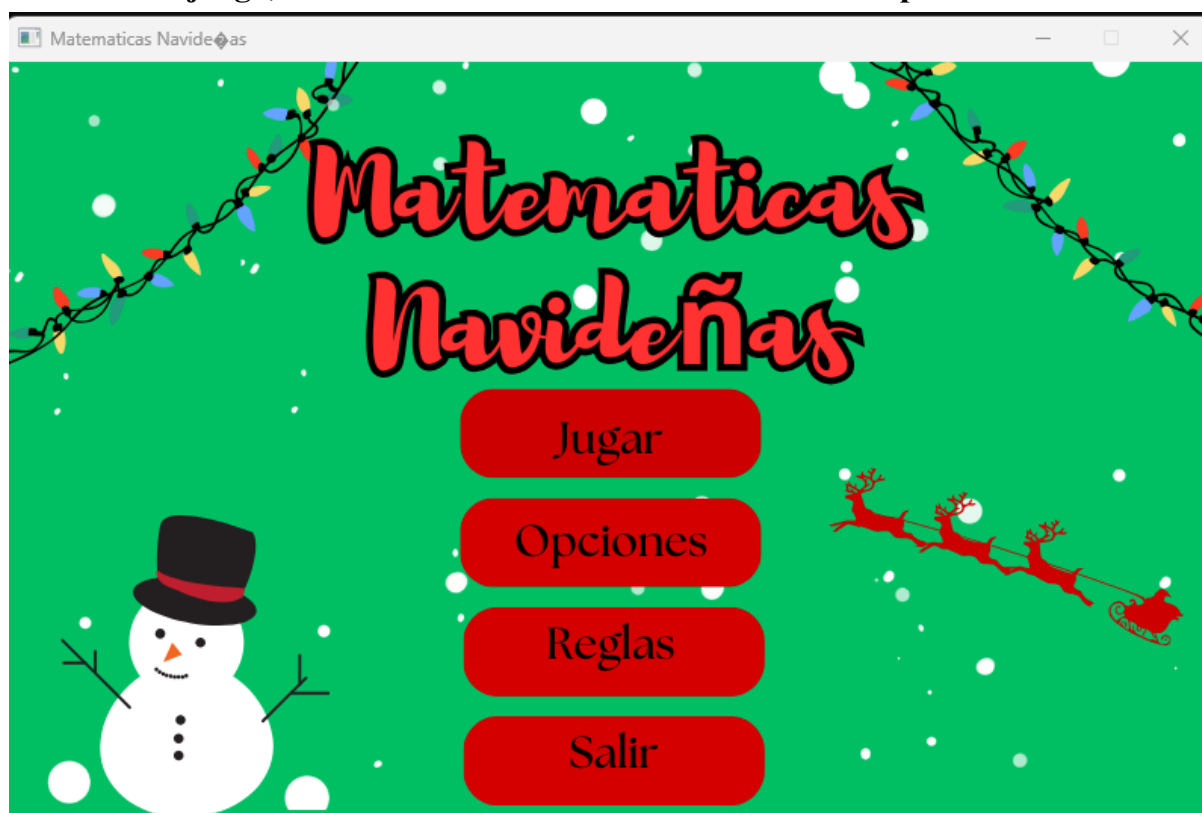 Matematicas Navide�as
Matematicas
Navideñas
Jugar
Opciones
Reglas
Salir